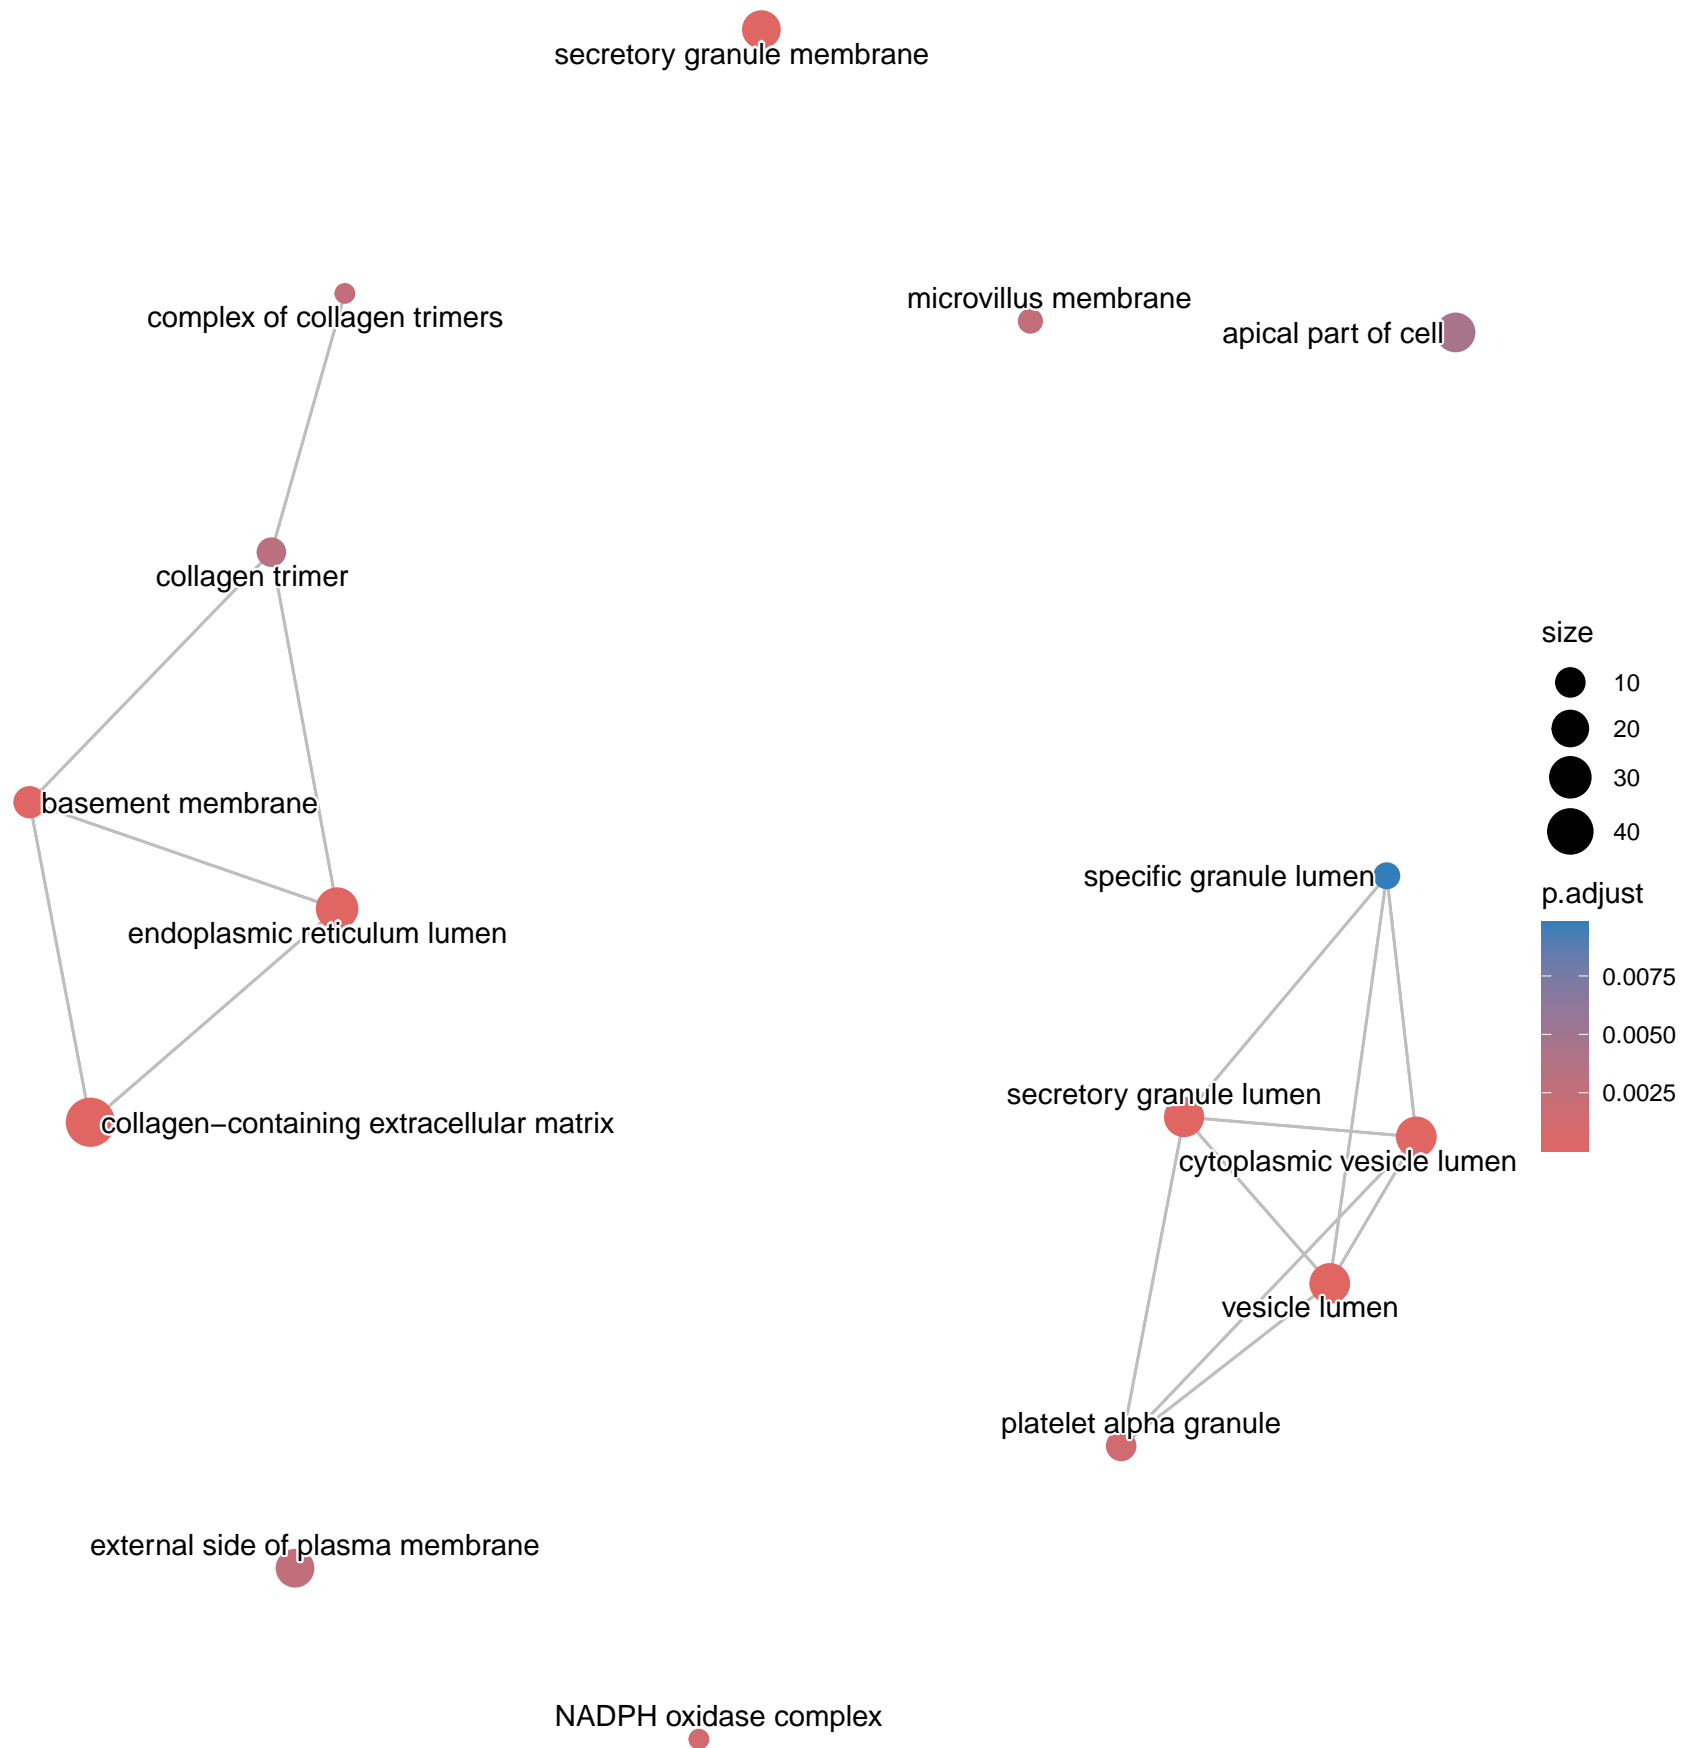 secretory granule membrane
microvillus membrane
complex of collagen trimers
apical part of cell
collagen trimer
size
10
20
30
40
basement membrane
specific granule lumen
p.adjust
0.0075
0.0050
0.0025
endoplasmic reticulum lumen
secretory granule lumen
collagen−containing extracellular matrix
cytoplasmic vesicle lumen
vesicle lumen
platelet alpha granule
external side of plasma membrane
NADPH oxidase complex